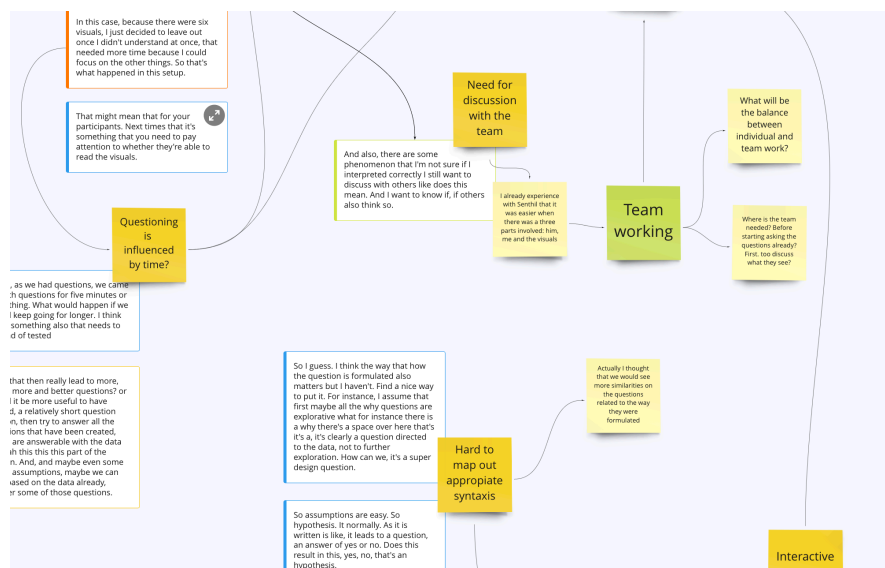 In this case, because there were six
visuals, I just decided to leave out
once I didn't understand at once, that
needed more time because I could
focus on the other things. So that's
what happened in this setup.
That might mean that for your
participants. Next times that it's
something that you need to pay
attention to whether they're able to
read the visuals.
Need for
discussion
with the
team
And also, there are some
phenomenon that I'm not sure if I
interpreted correctly I still want to
discuss with others like does this
mean. And I want to know if, if others
also think so.
I already experience
with Senthil that it
was easier when
there was a three
parts involved: him,
me and the visuals
Team
working
What will be
the balance
between
individual and
team work?
Where is the team
needed? Before
starting asking the
questions already?
First. too discuss
what they see?
Questioning
is
influenced
by time?
, as we had questions, we came
questions for five minutes or
thing. What would happen if we
keep going for longer. I think
something also that needs to
of tested
that then really lead to more,
more and better questions? or
it be more useful to have
, a relatively short question
, then try to answer all the
that have been created,
are answerable with the data
this this this part of the
And, and maybe even some
assumptions, maybe we can
based on the data already,
some of those questions.
So I guess. I think the way that how
the question is formulated also
matters but I haven't. Find a nice way
to put it. For instance, I assume that
first maybe all the why questions are
explorative what for instance there is
a why there's a space over here that's
it's a, it's clearly a question directed
to the data, not to further
exploration. How can we, it's a super
design question.
Hard to
map out
appropiate
syntaxis
Actually I thought
that we would see
more similarities on
the questions
related to the way
they were
formulated
So assumptions are easy. So
hypothesis. It normally. As it is
written is like, it leads to a question,
an answer of yes or no. Does this
result in this, yes, no, that's an
hypothesis.
Interactive